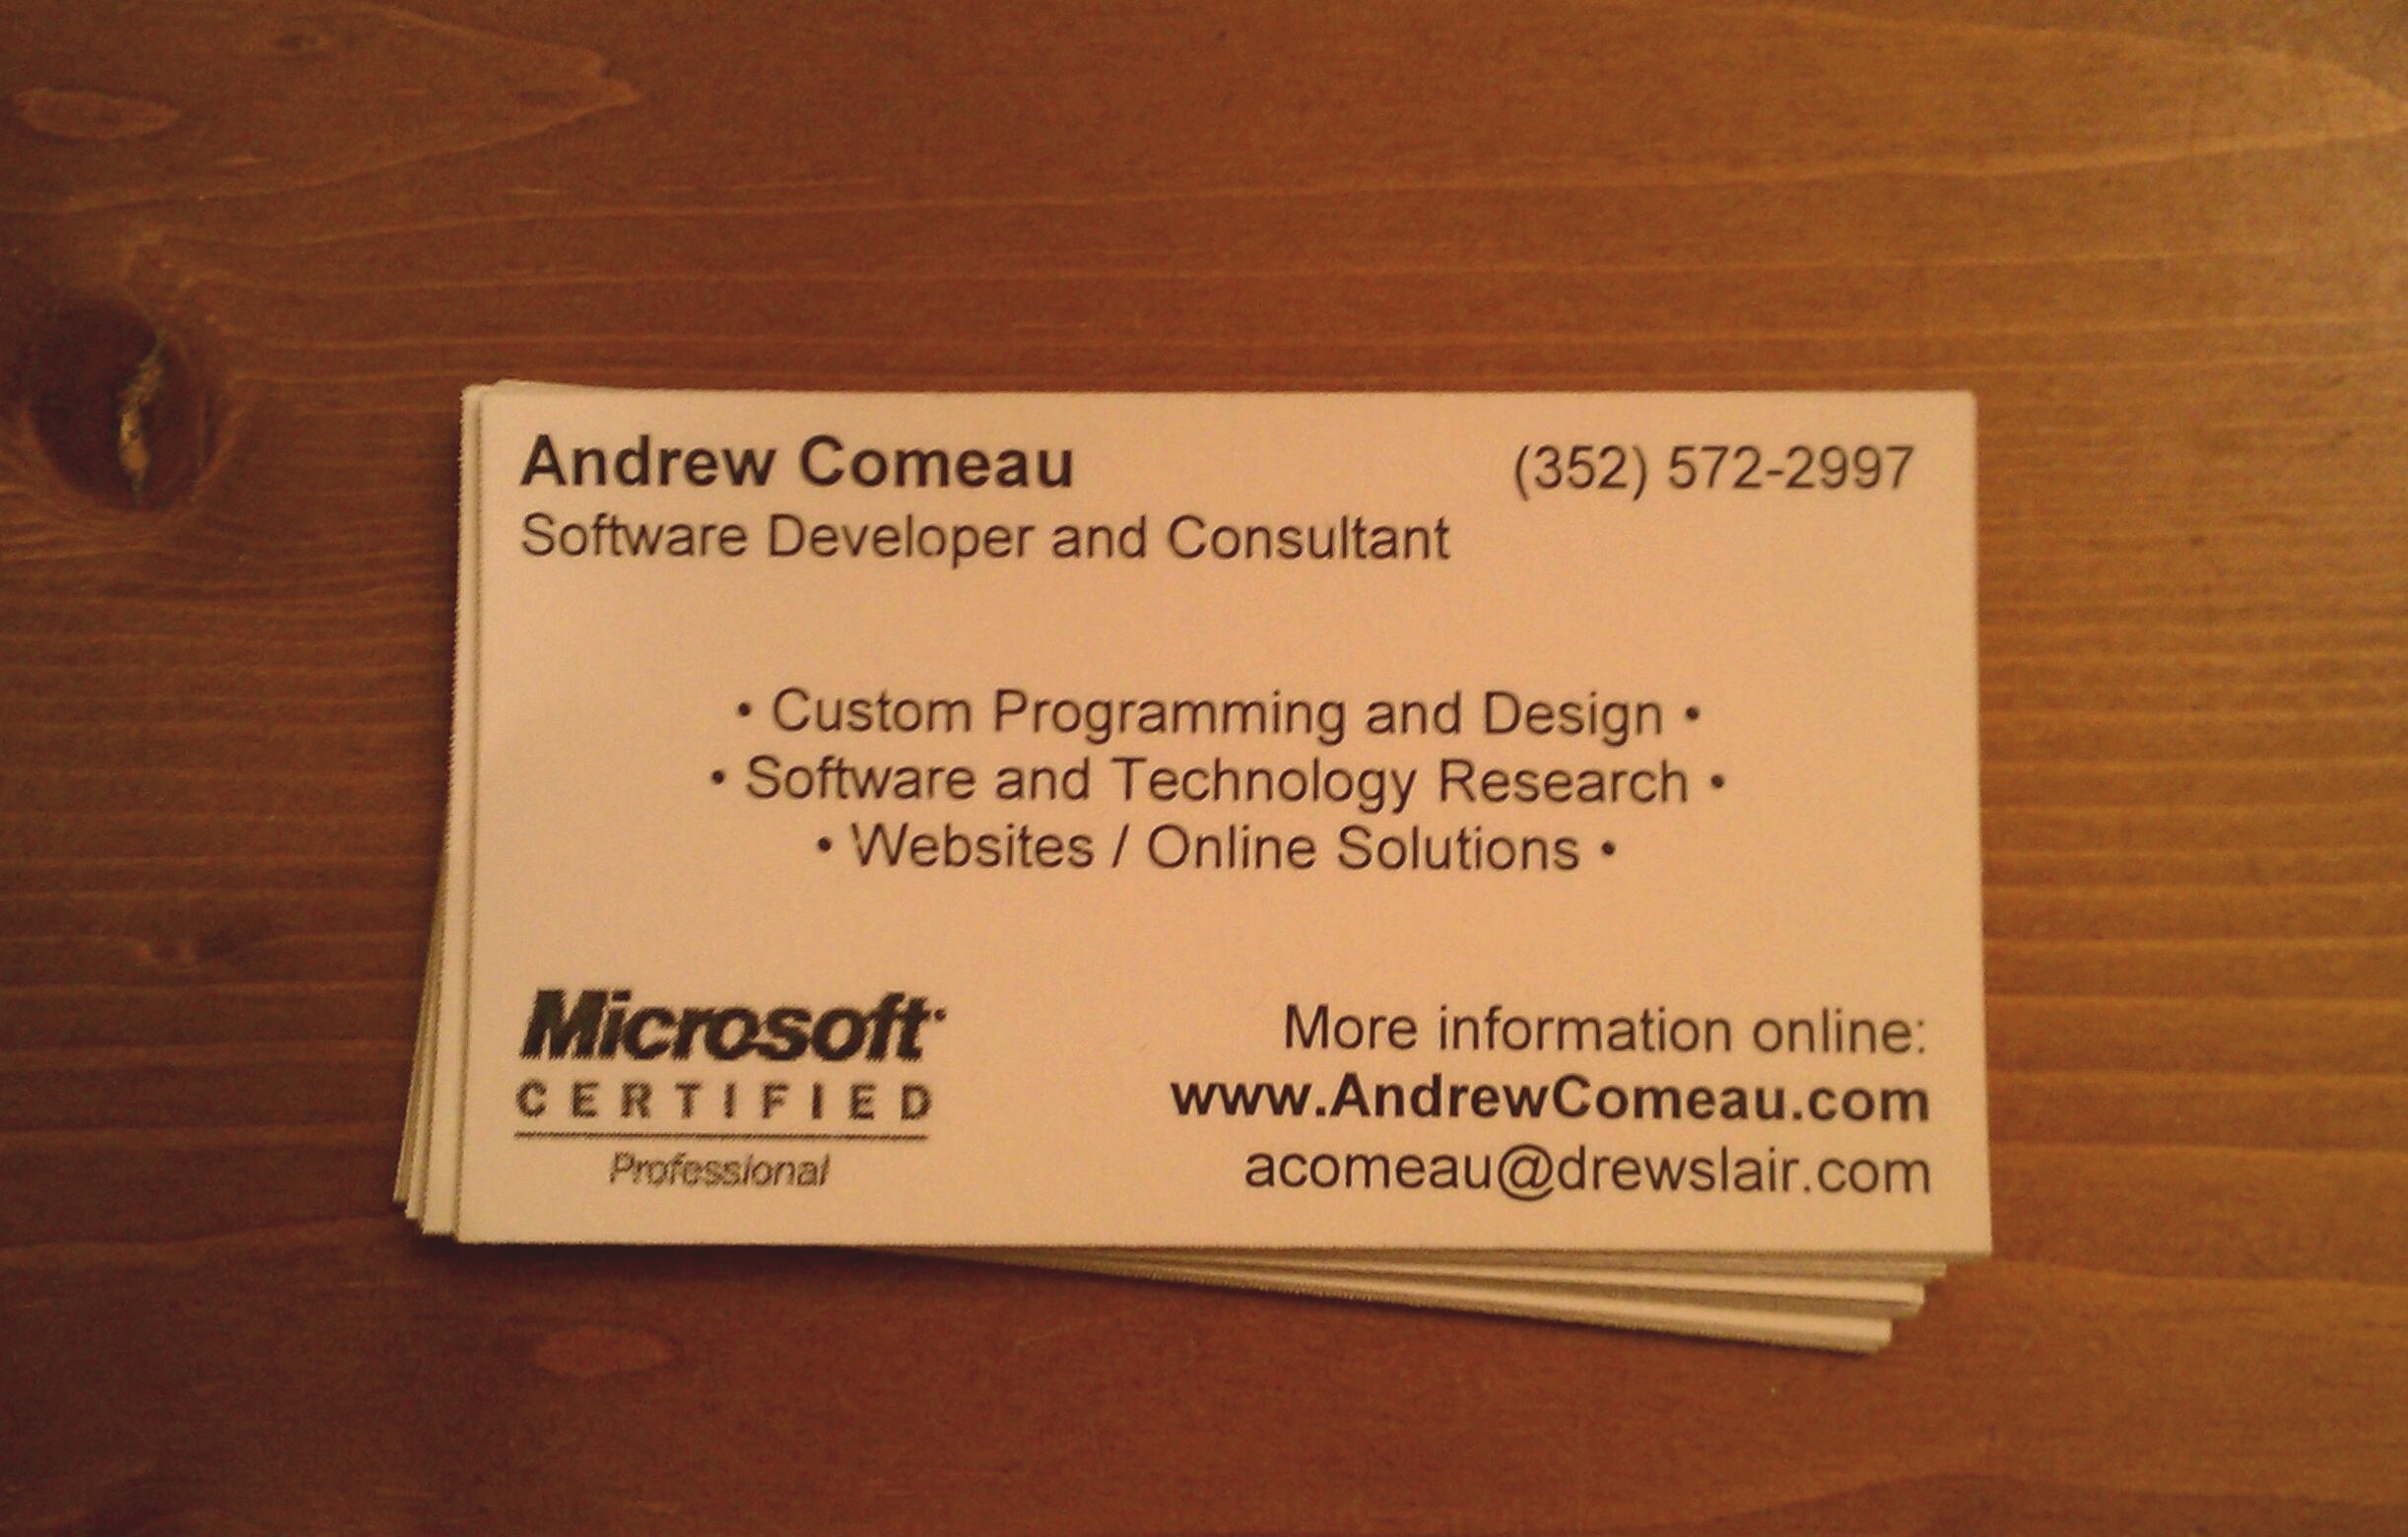 Andrew Comeau
(352) 572-2997
Software Developer and Consultant
• Custom Programming and Design •
• Software and Technology Research •
• Websites / Online Solutions •
Microsoft
CERTIFIED
Professional
More information online:
www.AndrewComeau.com
acomeau@drewslair.com